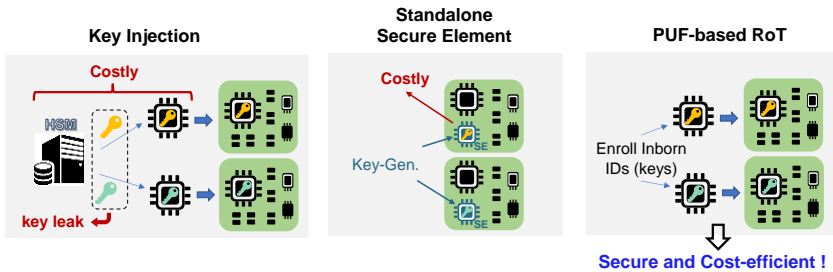 Key Injection
Costly
HSMI
key leak
Standalone
Secure Element
Costly
SE
Key-Gen.
SE
PUF-based RoT
Enroll Inborn
IDs (keys)
Secure and Cost-efficient !